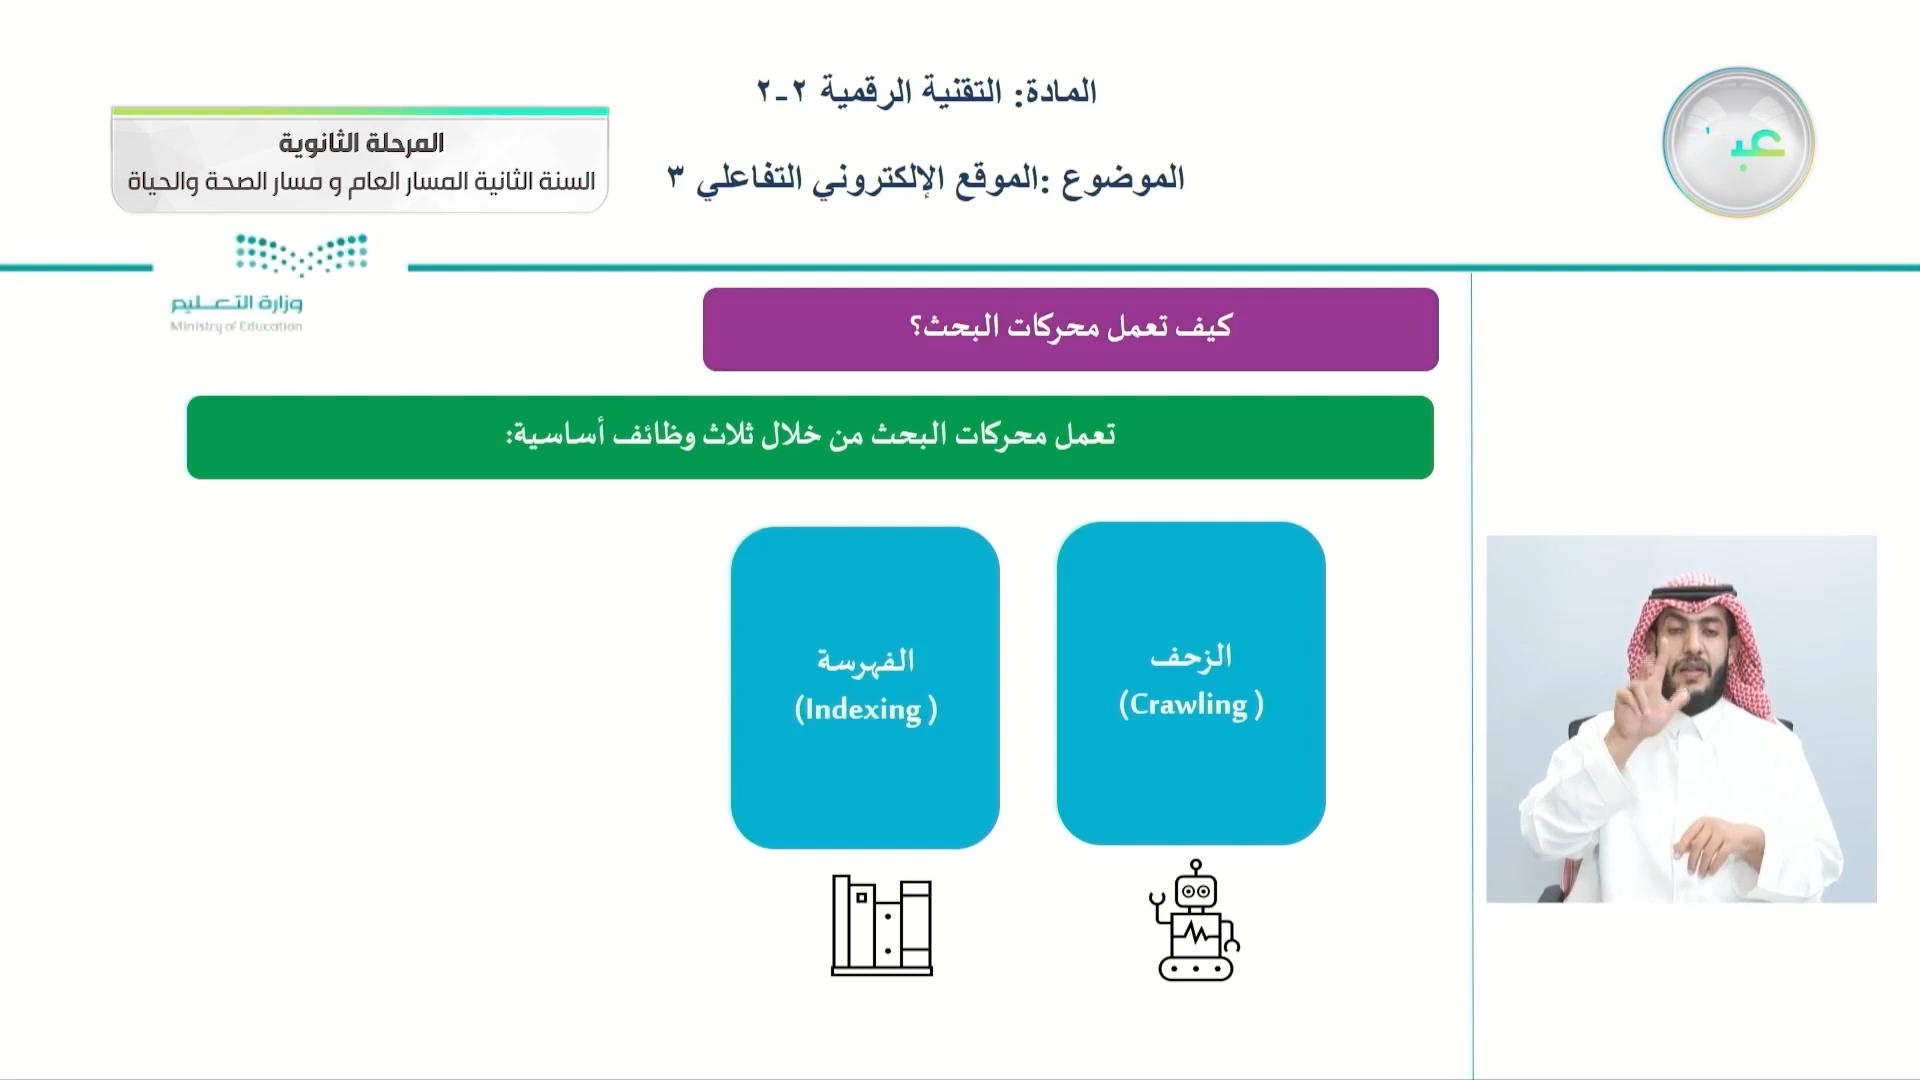 المادة: التقنية الرقمية ٢-٢
الموضوع :الموقع الإلكتروني التفاعلي ٣
المرحلة الثانوية
السنة الثانية المسار العام و مسار الصحة والحياة
وزارة التعليم
Ministry of Education
كيف تعمل محركات البحث؟
تعمل محركات البحث من خلال ثلاث وظائف أساسية:
الزحف
(Crawling )
الفهرسة
(Indexing )